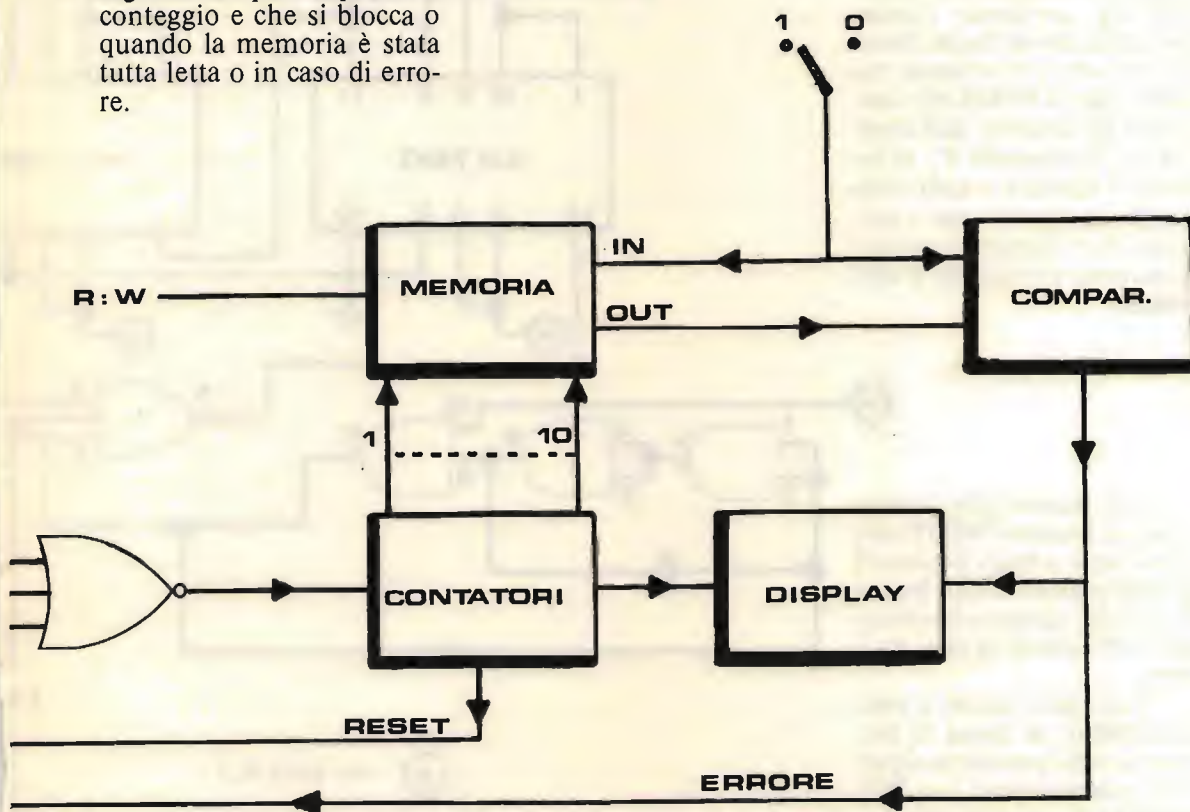 conteggio e che si blocca o
quando la memoria è stata
tutta letta o in caso di erro-
re.
1 0
IN
R:W
MEMORIA
COMPAR.
OUT
1 10
CONTATORI
DISPLAY
RESET
ERRORE